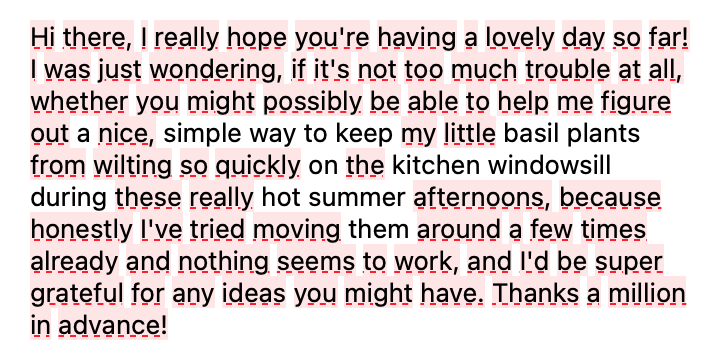 Hi there, I really hope you're having a lovely day so far!
I was just wondering, if it's not too much trouble at all,
whether you might possibly be able to help me figure
out a nice, simple way to keep my little basil plants
from wilting so quickly on the kitchen windowsill
during these really hot summer afternoons, because
honestly I've tried moving them around a few times
already and nothing seems to work, and I'd be super
grateful for any ideas you might have. Thanks a million
in advance!